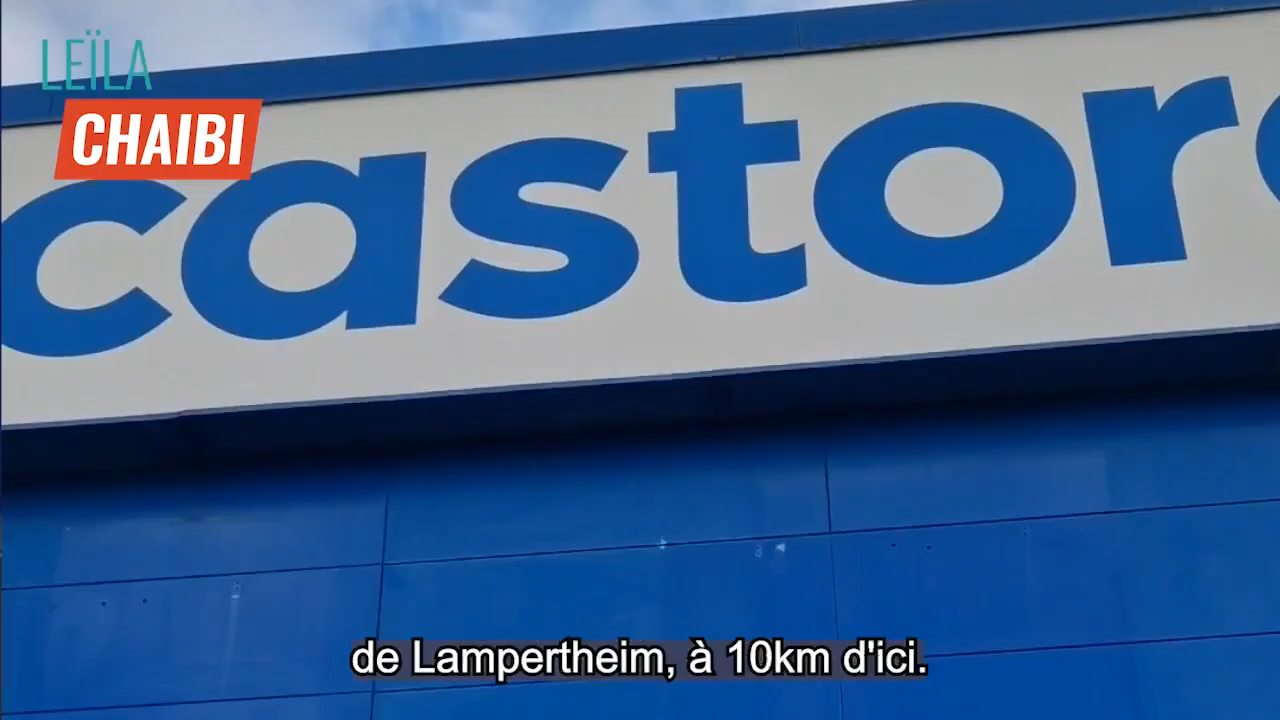 LEÏLA
CHAIBI
castor
de Lampertheim, à 10km d'ici.